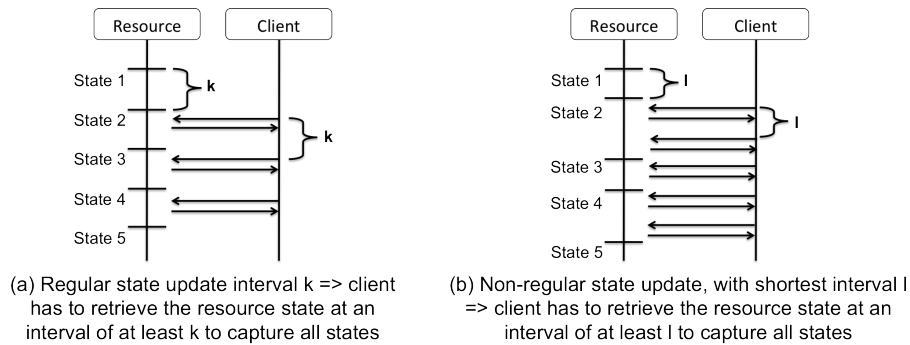 Resource Client
State 1
k
State 2
k
State 3
State 4
State 5
(a) Regular state update interval k => client
has to retrieve the resource state at an
interval of at least k to capture all states
Resource Client
State 1
l
State 2
l
State 3
State 4
State 5
(b) Non-regular state update, with shortest interval l
=> client has to retrieve the resource state at an
interval of at least l to capture all states